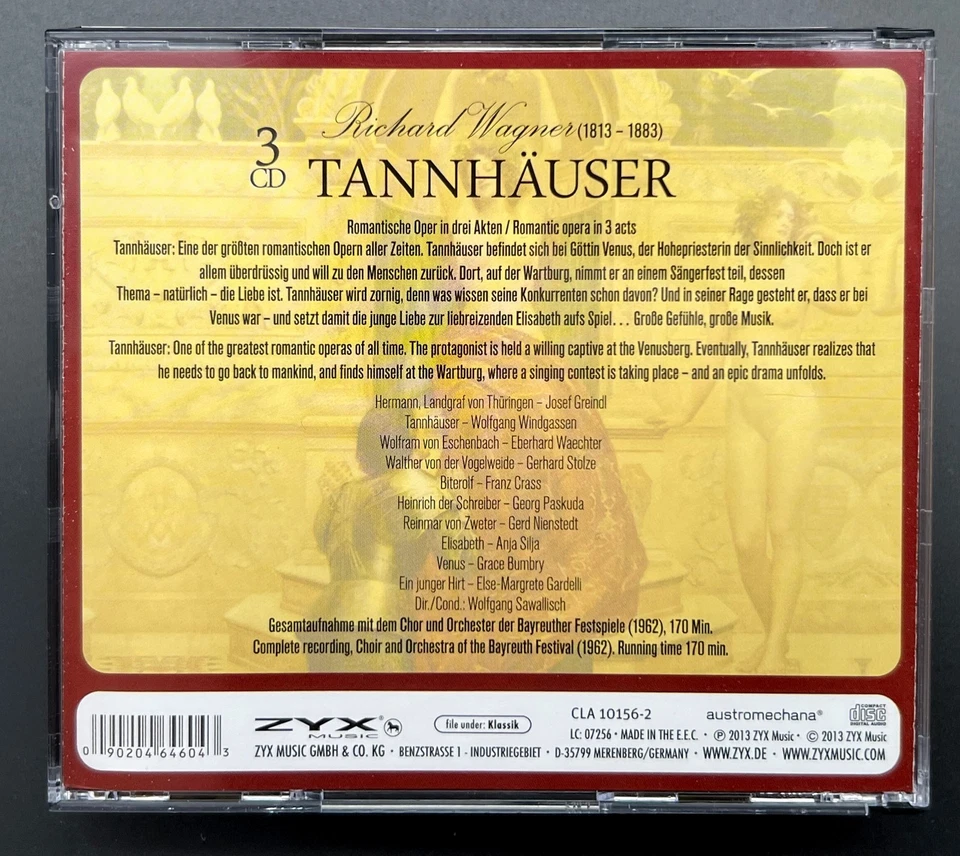 Richard Wagner (1813 – 1883)
3 CD
TANNHÄUSER
Romantische Oper in drei Akten / Romantic opera in 3 acts
Tannhäuser: Eine der größten romantischen Opern aller Zeiten. Tannhäuser befindet sich bei Göttin Venus, der Hohepriesterin der Sinnlichkeit. Doch ist er
allem überdrüssig und will zu den Menschen zurück. Dort, auf der Wartburg, nimmt er an einem Sängerfest teil, dessen
Thema – natürlich – die Liebe ist. Tannhäuser wird zornig, denn was wissen seine Konkurrenten schon davon? Und in seiner Rage gesteht er, dass er bei
Venus war – und setzt damit die junge Liebe zur liebreizenden Elisabeth aufs Spiel... Große Gefühle, große Musik.
Tannhäuser: One of the greatest romantic operas of all time. The protagonist is held a willing captive at the Venusberg. Eventually, Tannhäuser realizes that
he needs to go back to mankind, and finds himself at the Wartburg, where a singing contest is taking place – and an epic drama unfolds.
Hermann, Landgraf von Thüringen – Josef Greindl
Tannhäuser – Wolfgang Windgassen
Wolfram von Eschenbach – Eberhard Waechter
Walther von der Vogelweide – Gerhard Stolze
Biterolf – Franz Crass
Heinrich der Schreiber – Georg Paskuda
Reinmar von Zweter – Gerd Nienstedt
Elisabeth – Anja Silja
Venus – Grace Bumbry
Ein junger Hirt – Else-Margrete Gardelli
Dir./Cond.: Wolfgang Sawallisch
Gesamtaufnahme mit dem Chor und Orchester der Bayreuther Festspiele (1962), 170 Min.
Complete recording, Choir and Orchestra of the Bayreuth Festival (1962). Running time 170 min.
0 90204 64604 3
ZYX®
MUSIC
file under: Klassik
CLA 10156-2
austromechana®
COMPACT
disc
DIGITAL AUDIO
LC: 07256 • MADE IN THE E.E.C. • ℗ 2013 ZYX Music • © 2013 ZYX Music
ZYX MUSIC GMBH & CO. KG • BENZSTRASSE 1 - INDUSTRIEGEBIET • D-35799 MERENBERG/GERMANY • WWW.ZYX.DE • WWW.ZYXMUSIC.COM